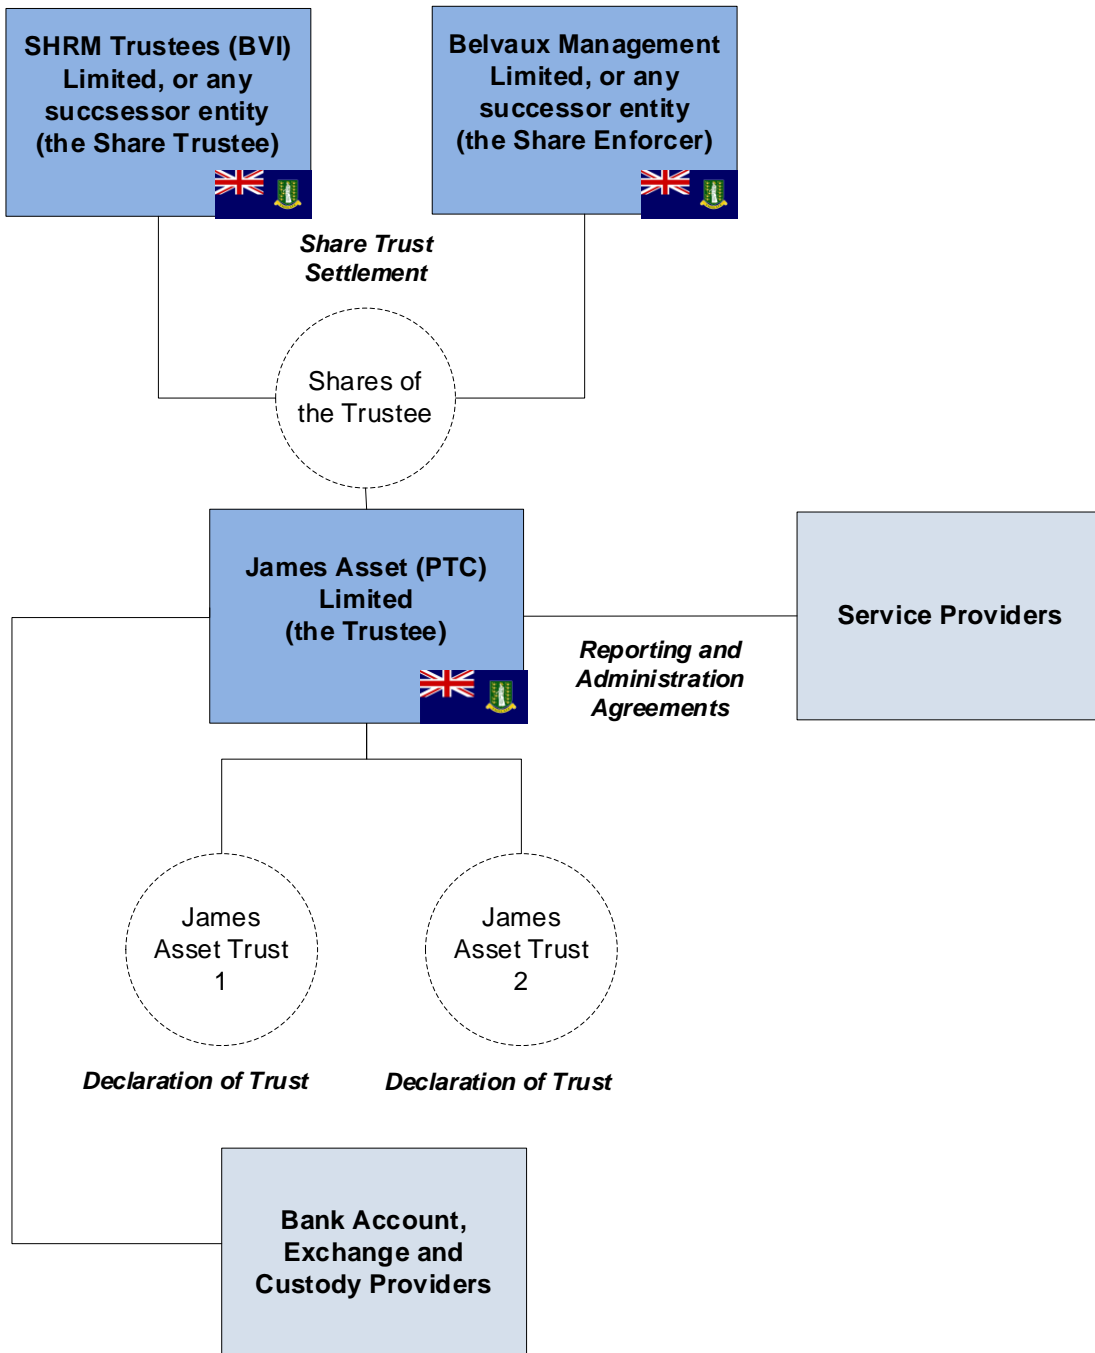 SHRM Trustees (BVI)
Limited, or any
succsessor entity
(the Share Trustee)
Belvaux Management
Limited, or any
successor entity
(the Share Enforcer)
Share Trust
Settlement
Shares of
the Trustee
James Asset (PTC)
Limited
(the Trustee)
Service Providers
Reporting and
Administration
Agreements
James
Asset Trust
1
James
Asset Trust
2
Declaration of Trust
Declaration of Trust
Bank Account,
Exchange and
Custody Providers